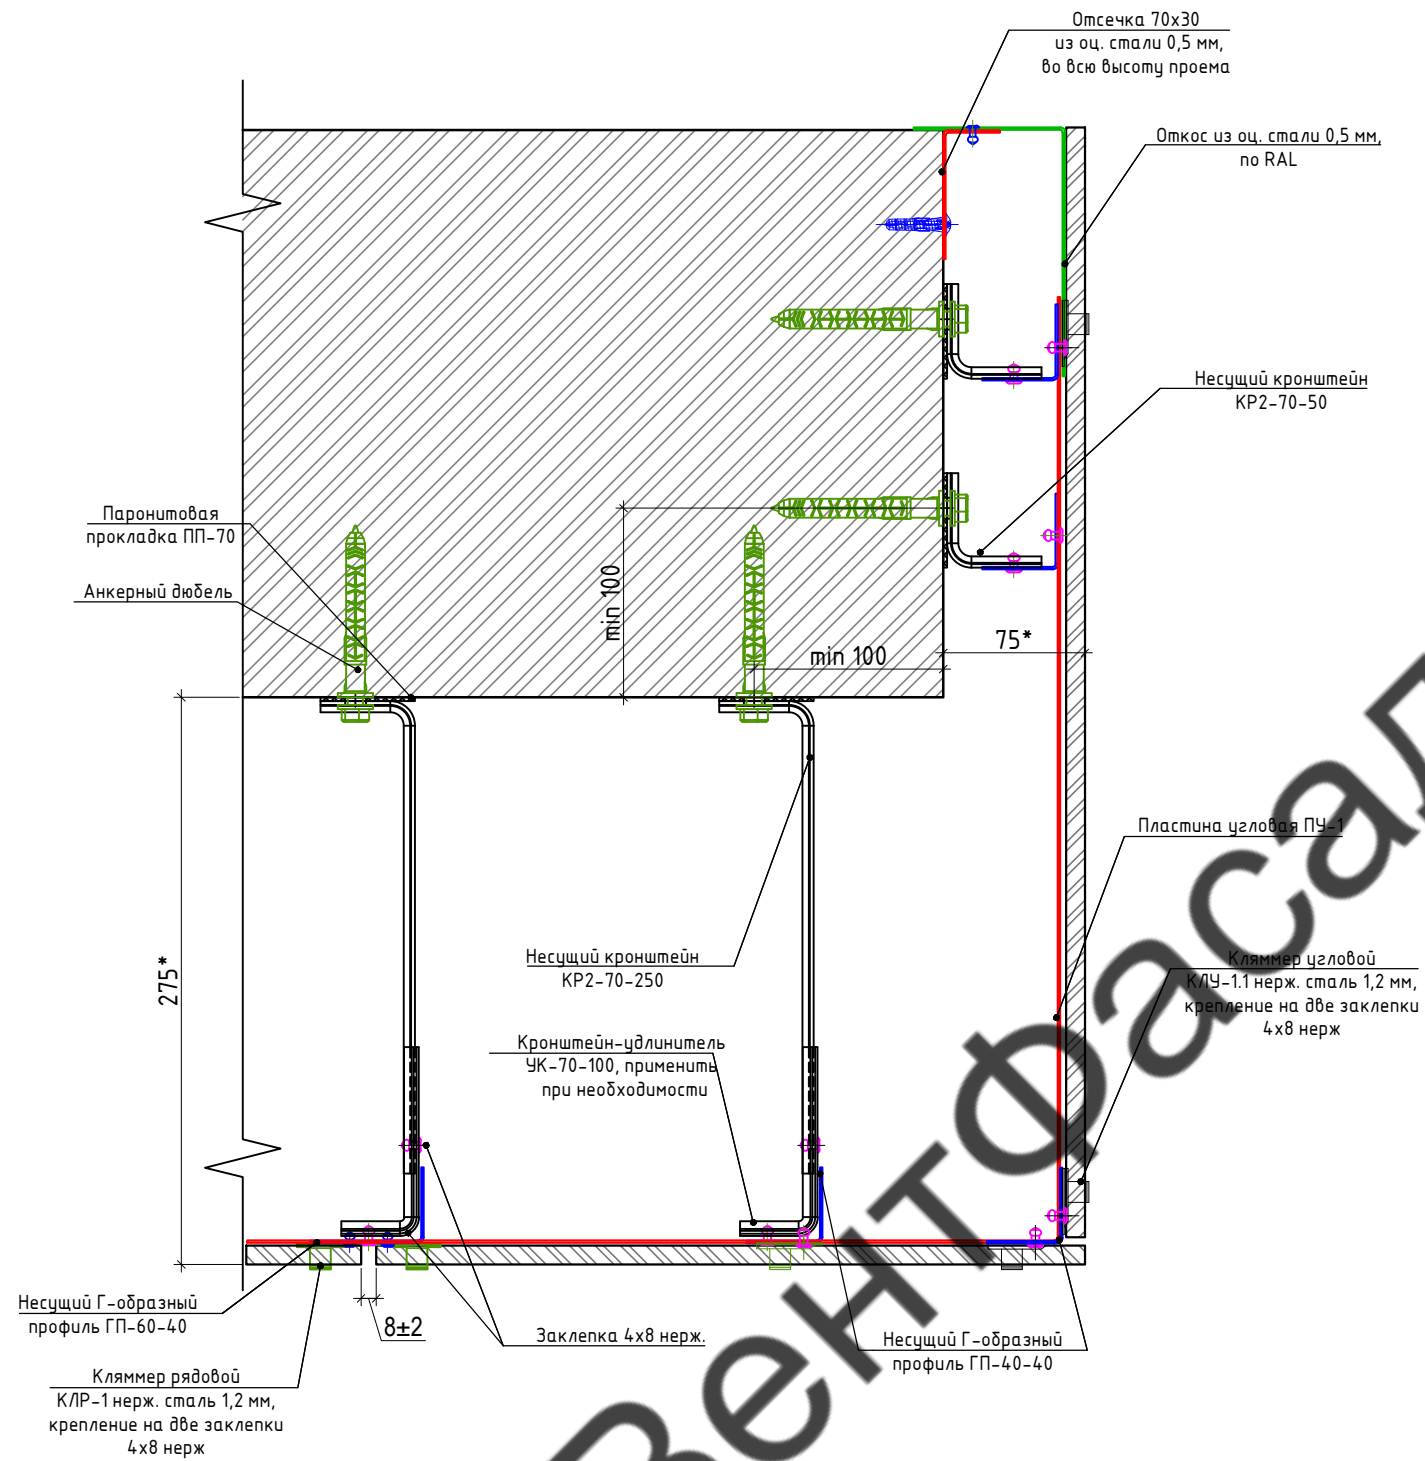 Отсечка 70x30
из оц. стали 0,5 мм,
во всю высоту проема
Откос из оц. стали 0,5 мм,
по RAL
Несущий кронштейн
КР2-70-50
Паронитовая
прокладка ПП-70
Анкерный дюбель
min 100
min 100
75*
Пластина угловая ПУ-1
275*
Несущий кронштейн
КР2-70-250
Кляммер угловой
КЛУ-1.1 нерж. сталь 1,2 мм,
крепление на две заклепки
4x8 нерж
Кронштейн-удлинитель
УК-70-100, применить
при необходимости
Несущий Г-образный
профиль ГП-60-40
8±2
Заклепка 4x8 нерж.
Несущий Г-образный
профиль ГП-40-40
Кляммер рядовой
КЛР-1 нерж. сталь 1,2 мм,
крепление на две заклепки
4x8 нерж
ВентФасад